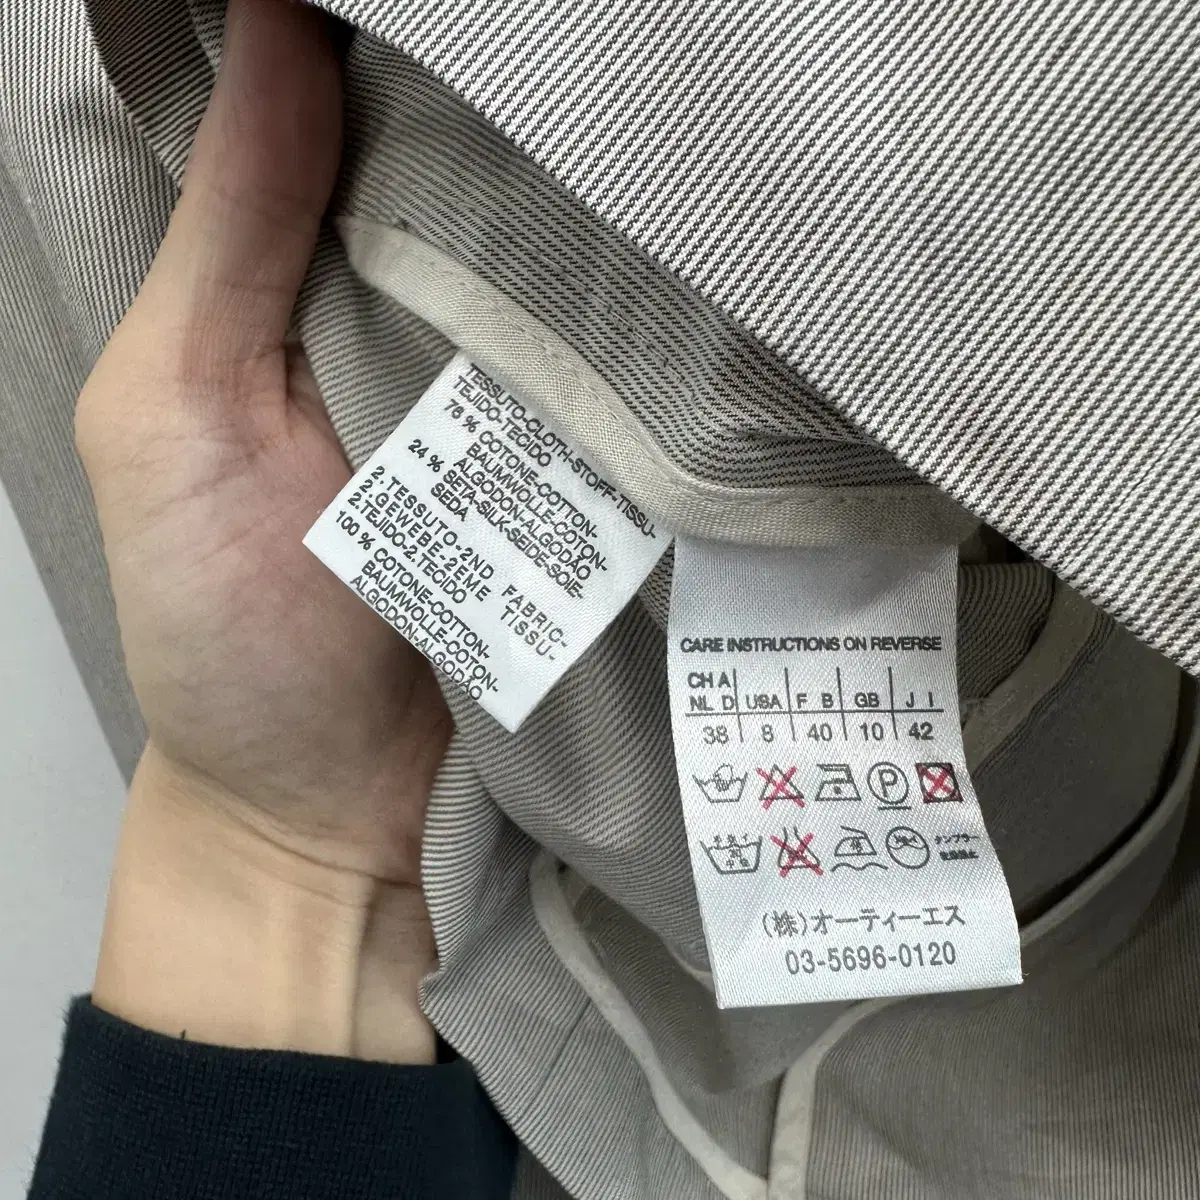 TESSUTO-CLOTH-STOFF-TISSU-
TEJIDO-TECIDO
76 % COTONE-COTTON-
BAUMWOLLE-COTON-
ALGODON-ALGODÃO
24 % SETA-SILK-SEIDE-SOIE-
SEDA
2. TESSUTO-2ND FABRIC-
2.GEWEBE-2EME TISSU-
2.TEJIDO-2.TECIDO
100 % COTONE-COTTON-
BAUMWOLLE-COTON-
ALGODON-ALGODÃO
CARE INSTRUCTIONS ON REVERSE
CH A
NL D USA F B GB J I
38 8 40 10 42
P
中
(株)オーティーエス
03-5696-0120